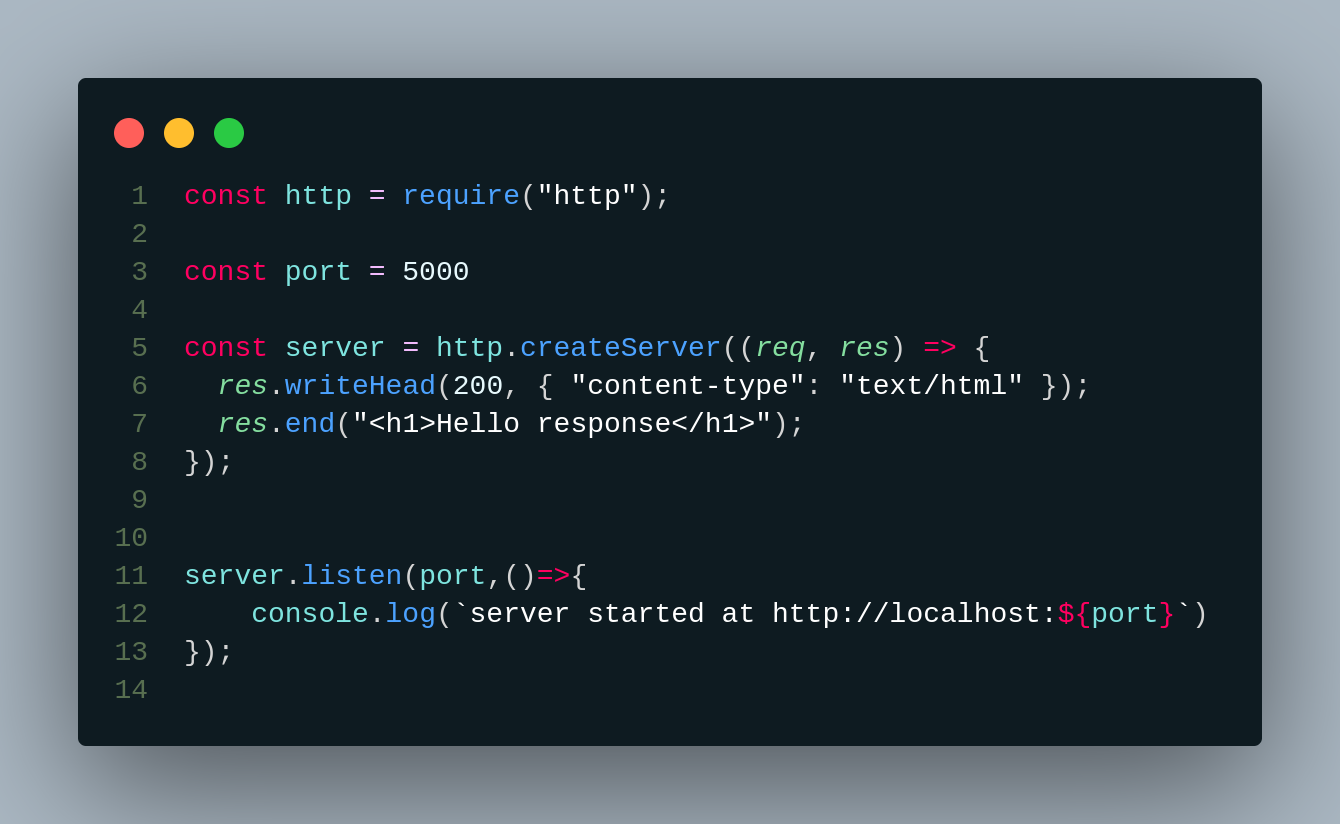 1 const http = require("http");
2
3 const port = 5000
4
5 const server = http.createServer((req, res) => {
6   res.writeHead(200, { "content-type": "text/html" });
7   res.end("<h1>Hello response</h1>");
8 });
9
10
11 server.listen(port,()=>{
12     console.log(`server started at http://localhost:${port}`)
13 });
14